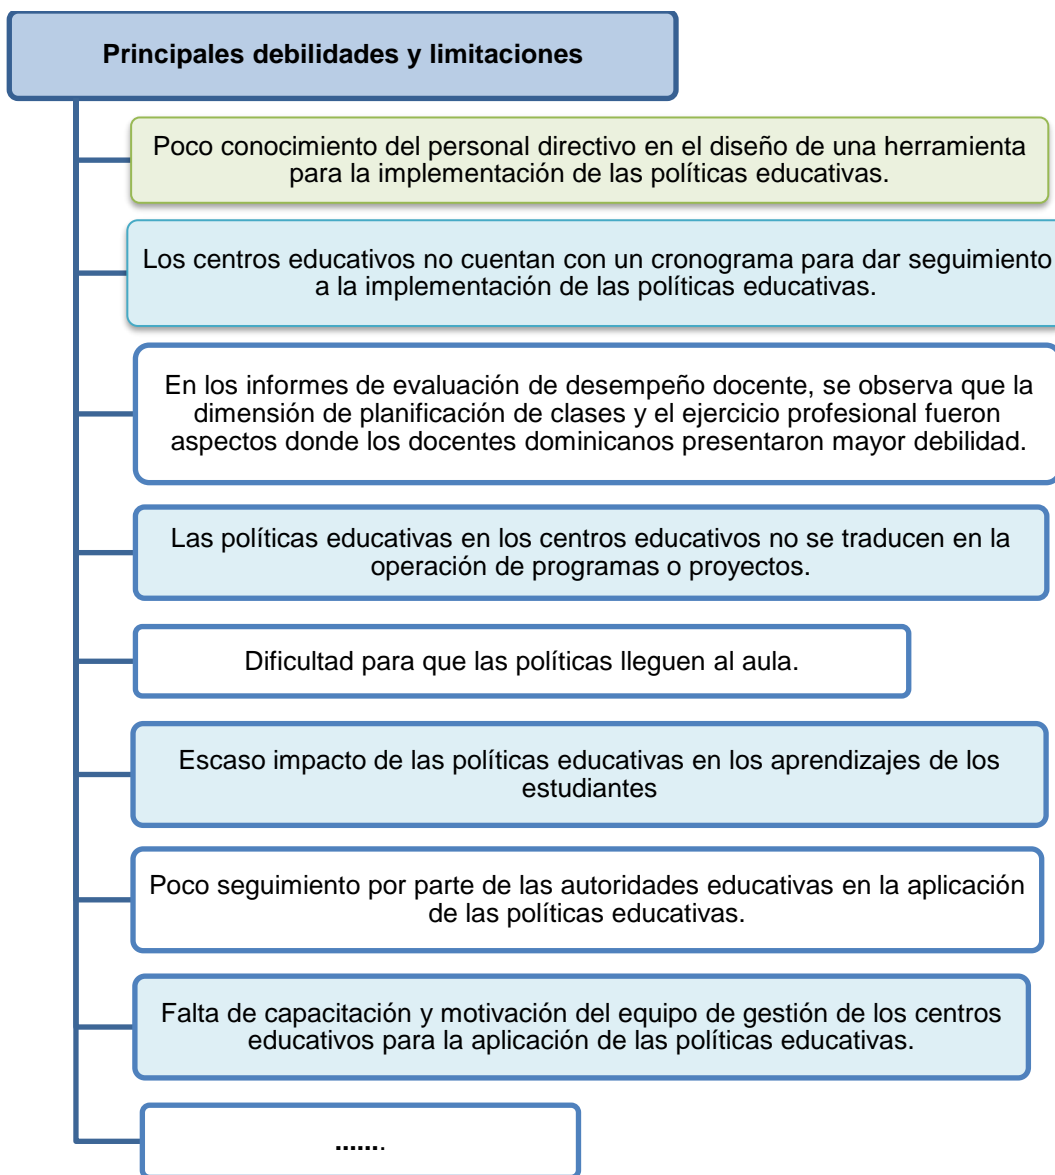 Principales debilidades y limitaciones
Poco conocimiento del personal directivo en el diseño de una herramienta
para la implementación de las políticas educativas.
Los centros educativos no cuentan con un cronograma para dar seguimiento
a la implementación de las políticas educativas.
En los informes de evaluación de desempeño docente, se observa que la
dimensión de planificación de clases y el ejercicio profesional fueron
aspectos donde los docentes dominicanos presentaron mayor debilidad.
Las políticas educativas en los centros educativos no se traducen en la
operación de programas o proyectos.
Dificultad para que las políticas lleguen al aula.
Escaso impacto de las políticas educativas en los aprendizajes de los
estudiantes
Poco seguimiento por parte de las autoridades educativas en la aplicación
de las políticas educativas.
Falta de capacitación y motivación del equipo de gestión de los centros
educativos para la aplicación de las políticas educativas.
.......